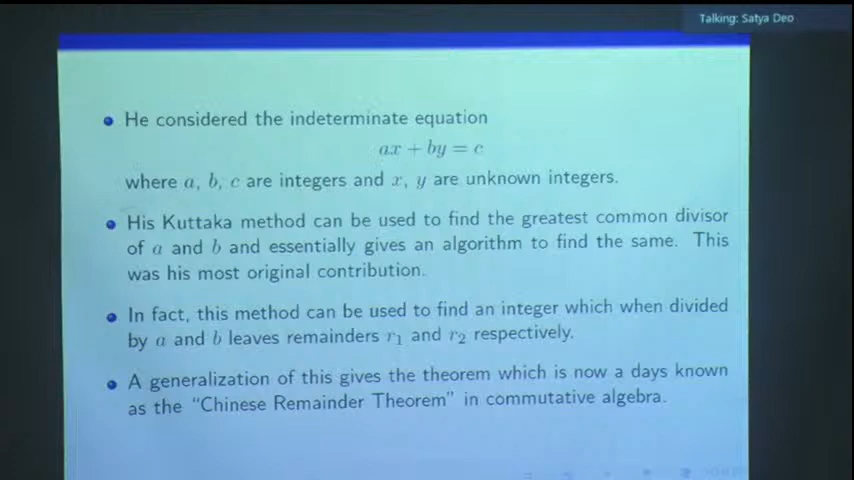 Talking: Satya Deo
He considered the indeterminate equation
ax + by = c
where a, b, c are integers and x, y are unknown integers.
His Kuttaka method can be used to find the greatest common divisor
of a and b and essentially gives an algorithm to find the same. This
was his most original contribution.
In fact, this method can be used to find an integer which when divided
by a and b leaves remainders r₁ and r₂ respectively.
A generalization of this gives the theorem which is now a days known
as the “Chinese Remainder Theorem” in commutative algebra.